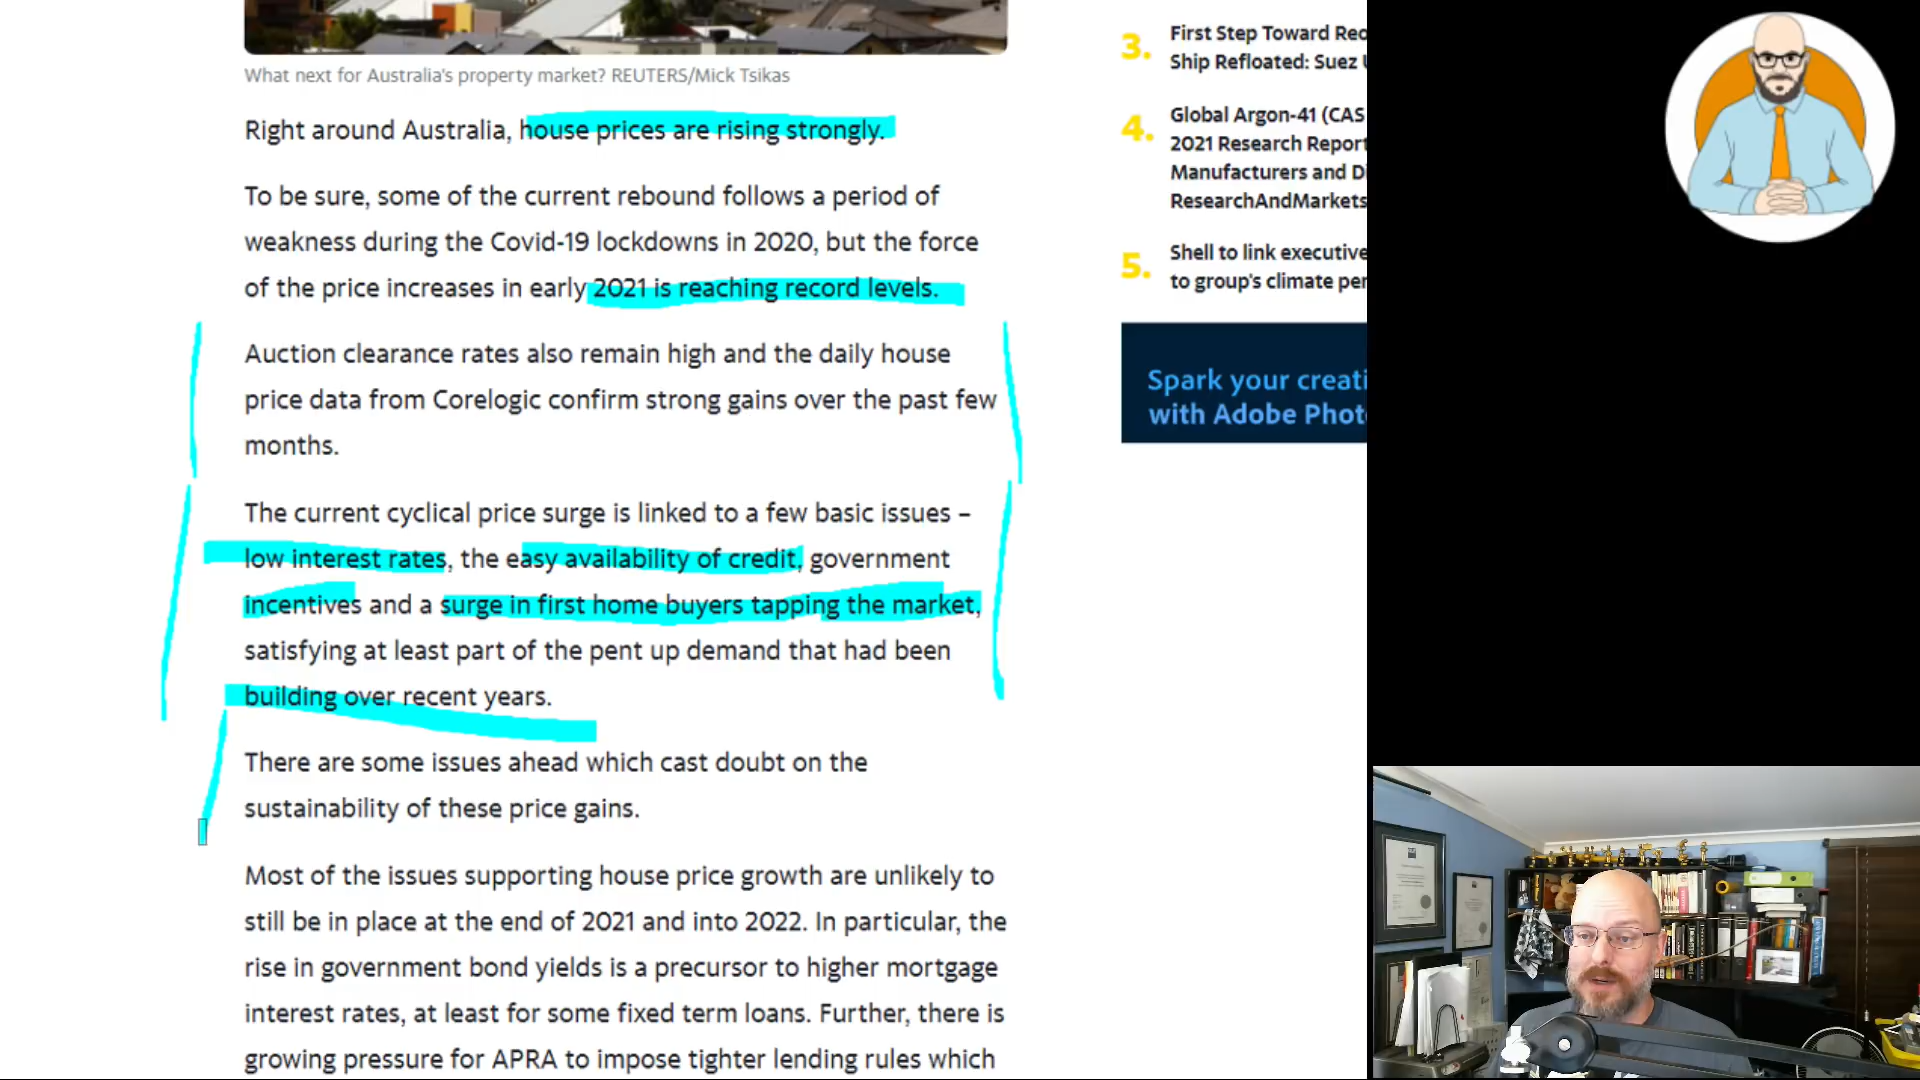 What next for Australia's property market? REUTERS/Mick Tsikas
Right around Australia, house prices are rising strongly.
To be sure, some of the current rebound follows a period of
weakness during the Covid-19 lockdowns in 2020, but the force
of the price increases in early 2021 is reaching record levels.
Auction clearance rates also remain high and the daily house
price data from Corelogic confirm strong gains over the past few
months.
The current cyclical price surge is linked to a few basic issues –
low interest rates, the easy availability of credit, government
incentives and a surge in first home buyers tapping the market,
satisfying at least part of the pent up demand that had been
building over recent years.
There are some issues ahead which cast doubt on the
sustainability of these price gains.
Most of the issues supporting house price growth are unlikely to
still be in place at the end of 2021 and into 2022. In particular, the
rise in government bond yields is a precursor to higher mortgage
interest rates, at least for some fixed term loans. Further, there is
growing pressure for APRA to impose tighter lending rules which
3.
First Step Toward Reo
Ship Refloated: Suez
4.
Global Argon-41 (CAS
2021 Research Report
Manufacturers and Di
ResearchAndMarkets
5.
Shell to link executive
to group's climate per
Spark your creati
with Adobe Phot